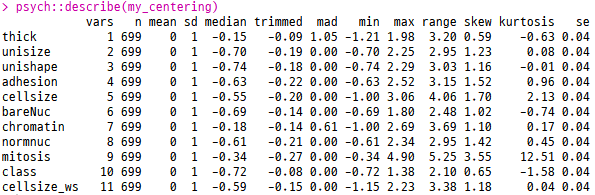 > psych::describe(my_centering)
vars n mean sd median trimmed mad min max range skew kurtosis se
thick 1 699 0 1 -0.15 -0.09 1.05 -1.21 1.98 3.20 0.59 -0.63 0.04
unisize 2 699 0 1 -0.70 -0.19 0.00 -0.70 2.25 2.95 1.23 0.08 0.04
unishape 3 699 0 1 -0.74 -0.18 0.00 -0.74 2.29 3.03 1.16 -0.01 0.04
adhesion 4 699 0 1 -0.63 -0.22 0.00 -0.63 2.52 3.15 1.52 0.96 0.04
cellsize 5 699 0 1 -0.55 -0.20 0.00 -1.00 3.06 4.06 1.70 2.13 0.04
bareNuc 6 699 0 1 -0.69 -0.14 0.00 -0.69 1.80 2.48 1.02 -0.74 0.04
chromatin 7 699 0 1 -0.18 -0.14 0.61 -1.00 2.69 3.69 1.10 0.17 0.04
normnuc 8 699 0 1 -0.61 -0.21 0.00 -0.61 2.34 2.95 1.42 0.45 0.04
mitosis 9 699 0 1 -0.34 -0.27 0.00 -0.34 4.90 5.25 3.55 12.51 0.04
class 10 699 0 1 -0.72 -0.08 0.00 -0.72 1.38 2.10 0.65 -1.58 0.04
cellsize_ws 11 699 0 1 -0.59 -0.15 0.00 -1.15 2.23 3.38 1.18 0.04 0.04